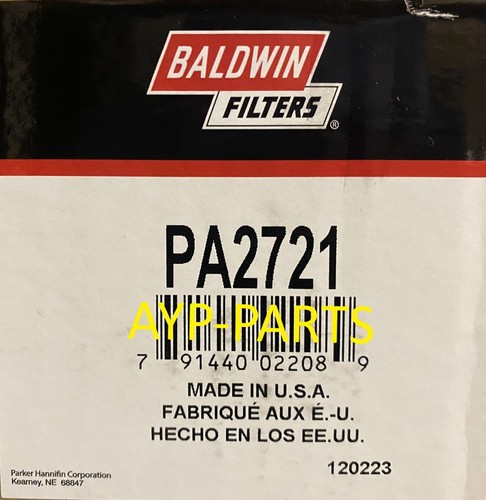 BALDWIN
FILTERS®
PA2721
AYP-PARTS
7 91440 02208 9
MADE IN U.S.A.
FABRIQUÉ AUX É.-U.
HECHO EN LOS EE.UU.
Parker Hannifin Corporation
Kearney, NE 68847
120223